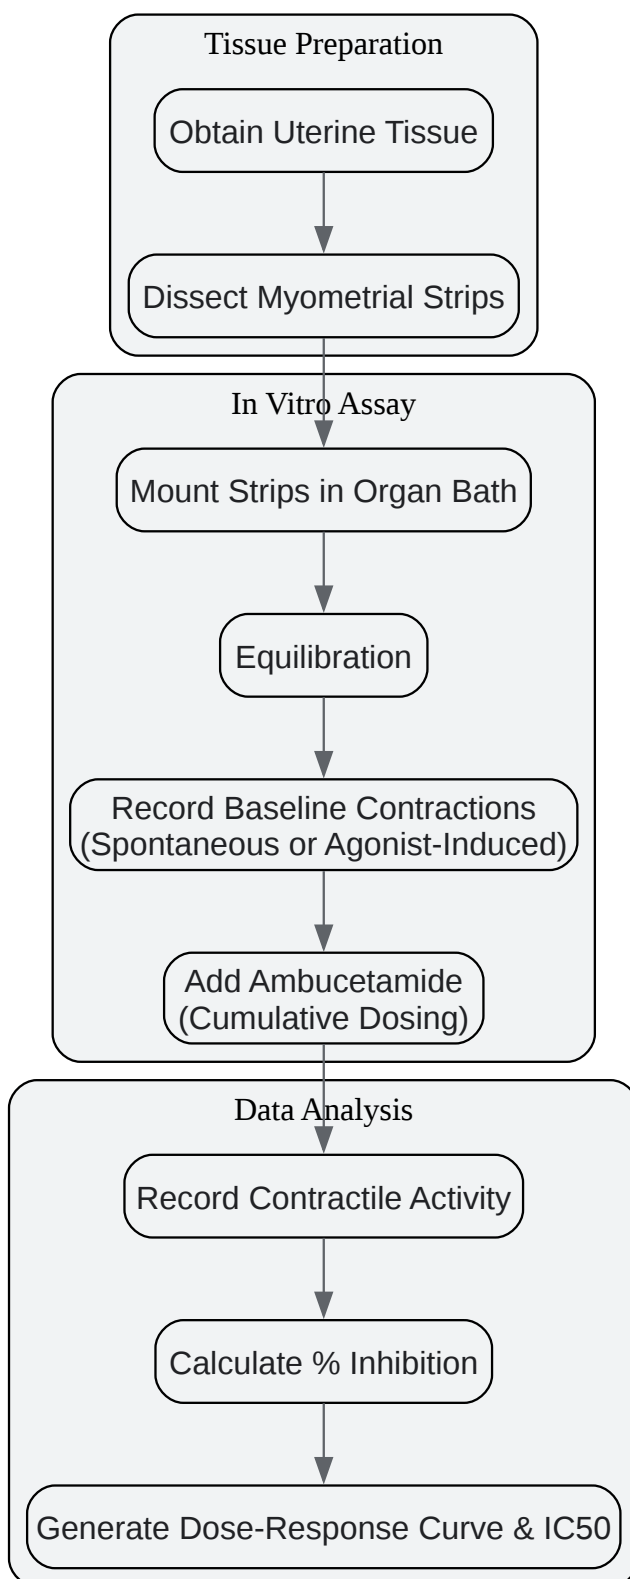 Tissue Preparation
Obtain Uterine Tissue
Dissect Myometrial Strips
In Vitro Assay
Mount Strips in Organ Bath
Equilibration
Record Baseline Contractions
(Spontaneous or Agonist-Induced)
Add Ambucetamide
(Cumulative Dosing)
Data Analysis
Record Contractile Activity
Calculate % Inhibition
Generate Dose-Response Curve & IC50